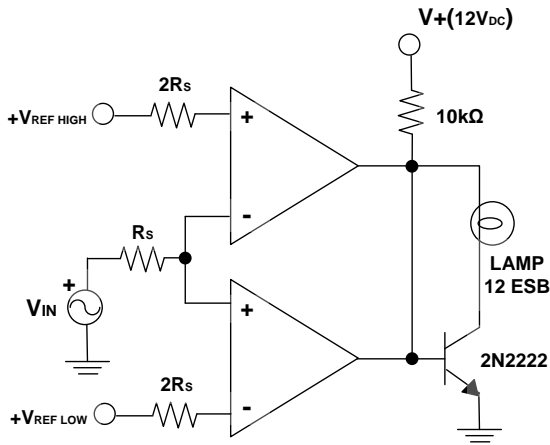 V+(12VDC)
2RS
+VREF HIGH
+
10kΩ
-
RS
+
VIN
LAMP
12 ESB
+
2N2222
2RS
-
+VREF LOW